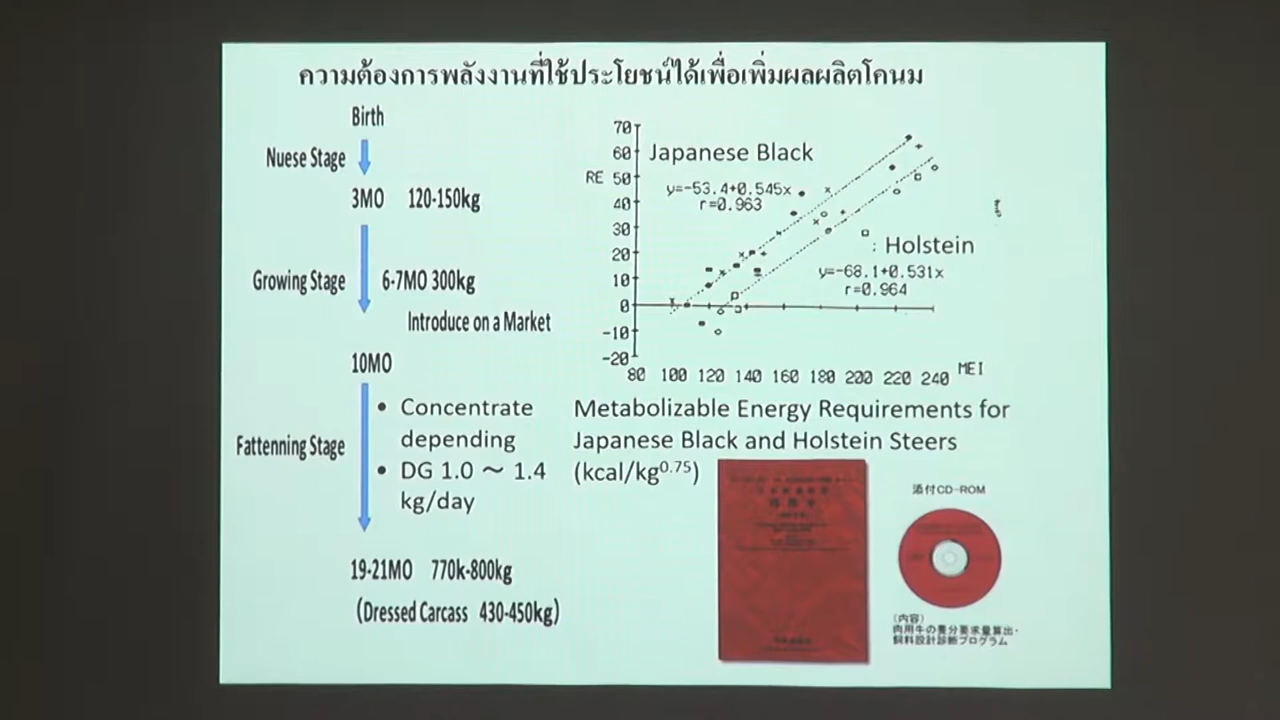 ความต้องการพลังงานที่ใช้ประโยชน์ได้เพื่อเพิ่มผลผลิตโคนม
Birth
Nuese Stage
3MO 120-150kg
Growing Stage
6-7MO 300kg
Introduce on a Market
10MO
• Concentrate
depending
Fattenning Stage
• DG 1.0 ～ 1.4
kg/day
19-21MO 770k-800kg
(Dressed Carcass 430-450kg)
70
60
RE 50
40
30
20
10
0
-10
-20
80 100 120 140 160 180 200 220 240 MEI
Japanese Black
y=-53.4+0.545x
r=0.963
: Holstein
y=-68.1+0.531x
r=0.964
Metabolizable Energy Requirements for
Japanese Black and Holstein Steers
(kcal/kg0.75)
添付CD-ROM
(内容)
肉用牛の養分要求量算出・
飼料設計診断プログラム